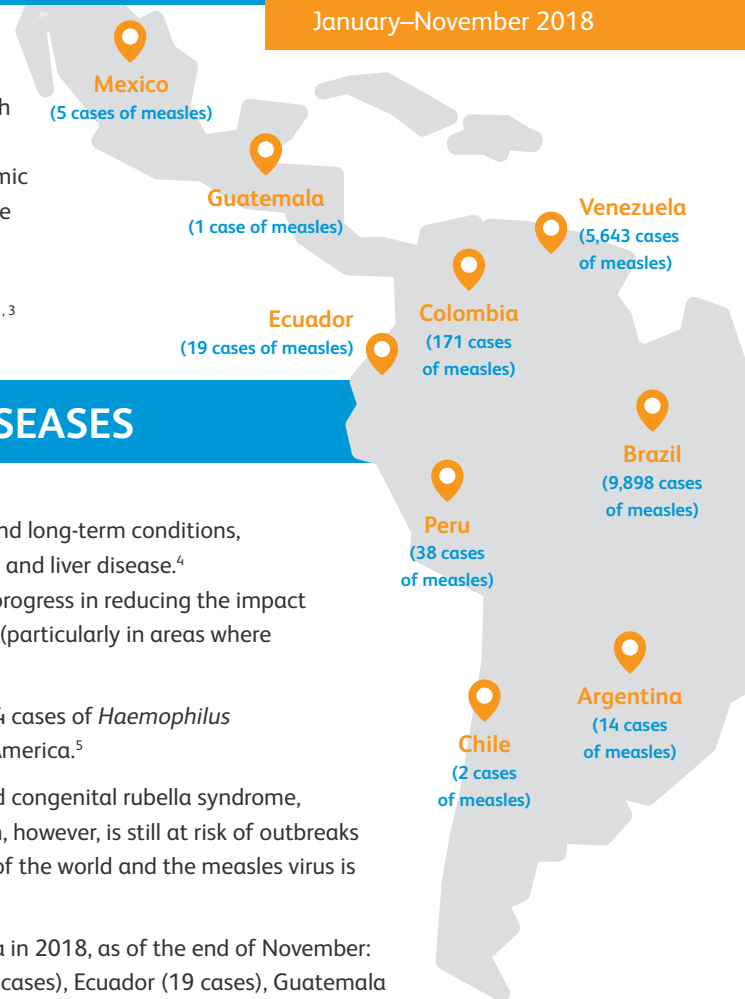 January–November 2018
Mexico
(5 cases of measles)
Guatemala
(1 case of measles)
Venezuela
(5,643 cases
of measles)
Colombia
(171 cases
of measles)
Ecuador
(19 cases of measles)
Brazil
(9,898 cases
of measles)
Peru
(38 cases
of measles)
Argentina
(14 cases
of measles)
Chile
(2 cases
of measles)
, 3
SEASES
and liver disease.⁴
progress in reducing the impact
(particularly in areas where
cases of Haemophilus
nd long-term conditions,
congenital rubella syndrome,
however, is still at risk of outbreaks
of the world and the measles virus is
in 2018, as of the end of November:
cases), Ecuador (19 cases), Guatemala